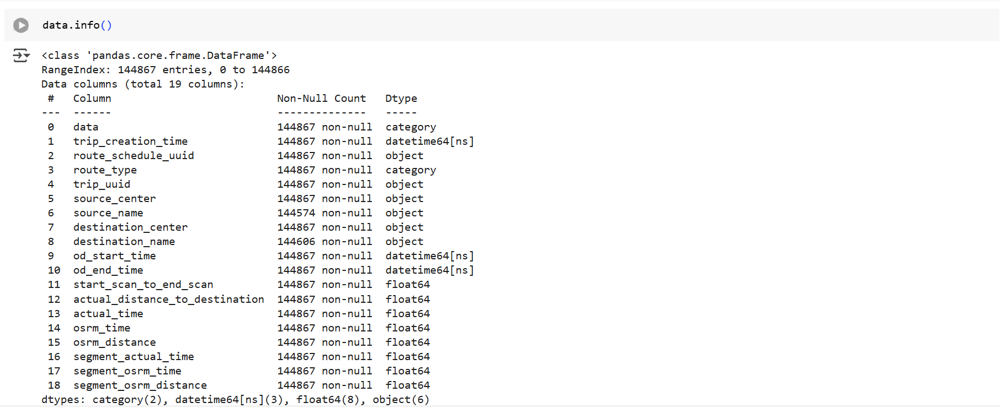 data.info()
<class 'pandas.core.frame.DataFrame'>
RangeIndex: 144867 entries, 0 to 144866
Data columns (total 19 columns):
 #   Column                          Non-Null Count   Dtype
---  ------                          --------------   -----
 0   data                            144867 non-null  category
 1   trip_creation_time              144867 non-null  datetime64[ns]
 2   route_schedule_uuid             144867 non-null  object
 3   route_type                      144867 non-null  category
 4   trip_uuid                       144867 non-null  object
 5   source_center                   144867 non-null  object
 6   source_name                     144574 non-null  object
 7   destination_center              144867 non-null  object
 8   destination_name                144606 non-null  object
 9   od_start_time                   144867 non-null  datetime64[ns]
 10  od_end_time                     144867 non-null  datetime64[ns]
 11  start_scan_to_end_scan          144867 non-null  float64
 12  actual_distance_to_destination  144867 non-null  float64
 13  actual_time                     144867 non-null  float64
 14  osrm_time                       144867 non-null  float64
 15  osrm_distance                   144867 non-null  float64
 16  segment_actual_time             144867 non-null  float64
 17  segment_osrm_time               144867 non-null  float64
 18  segment_osrm_distance           144867 non-null  float64
dtypes: category(2), datetime64[ns](3), float64(8), object(6)